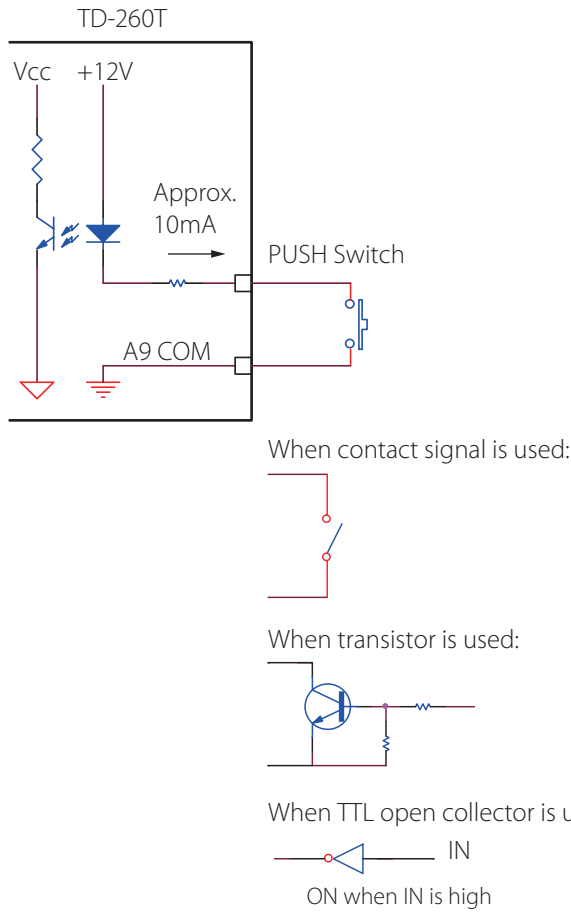 TD-260T
Vcc +12V
Approx.
10mA
PUSH Switch
A9 COM
When contact signal is used:
When transistor is used:
When TTL open collector is u
IN
ON when IN is high